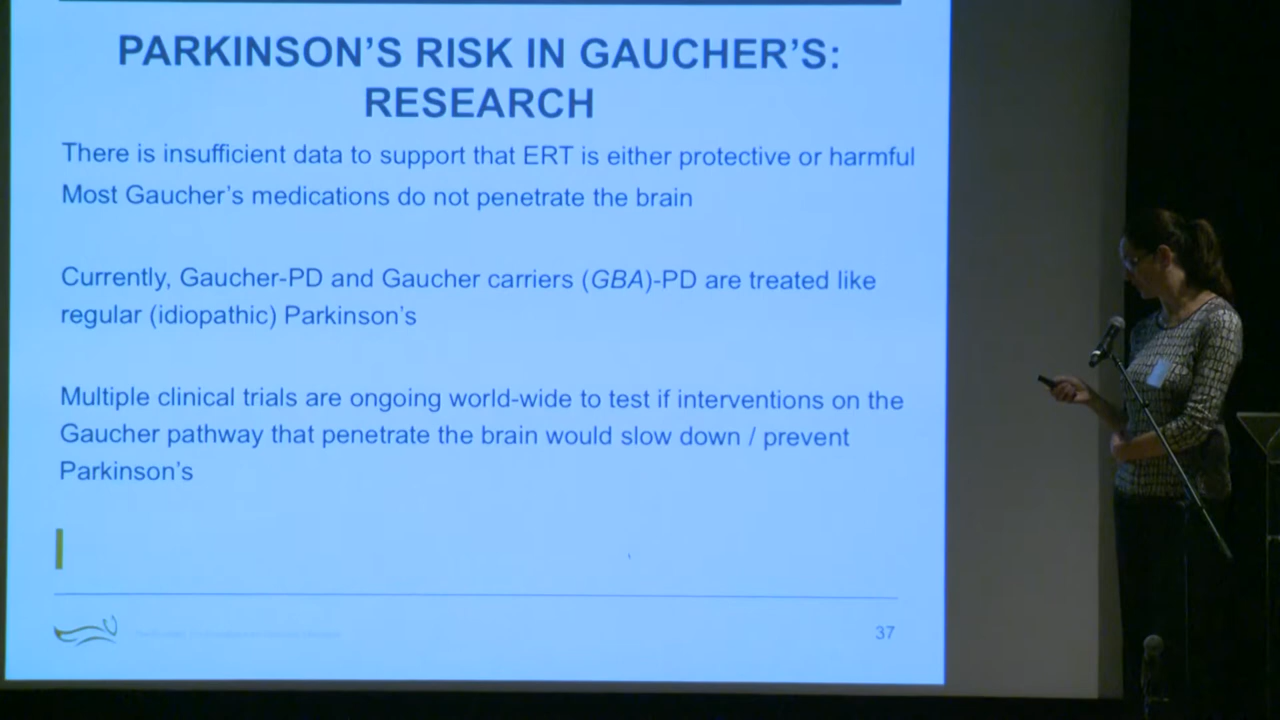 PARKINSON'S RISK IN GAUCHER'S:
RESEARCH
There is insufficient data to support that ERT is either protective or harmful
Most Gaucher's medications do not penetrate the brain
Currently, Gaucher-PD and Gaucher carriers (GBA)-PD are treated like
regular (idiopathic) Parkinson's
Multiple clinical trials are ongoing world-wide to test if interventions on the
Gaucher pathway that penetrate the brain would slow down / prevent
Parkinson's
37